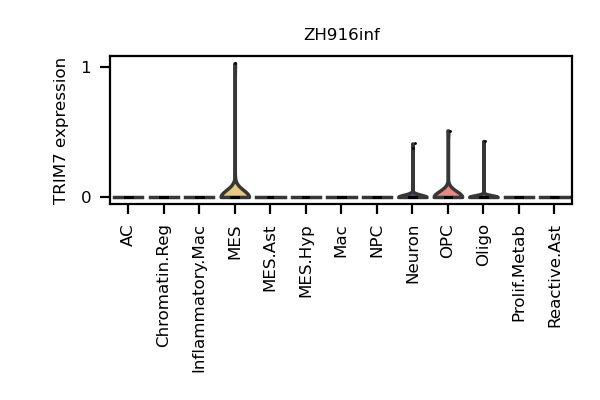 ZH916inf
TRIM7 expression
1
0
AC
Chromatin.Reg
Inflammatory.Mac
MES
MES.Ast
MES.Hyp
Mac
NPC
Neuron
OPC
Oligo
Prolif.Metab
Reactive.Ast